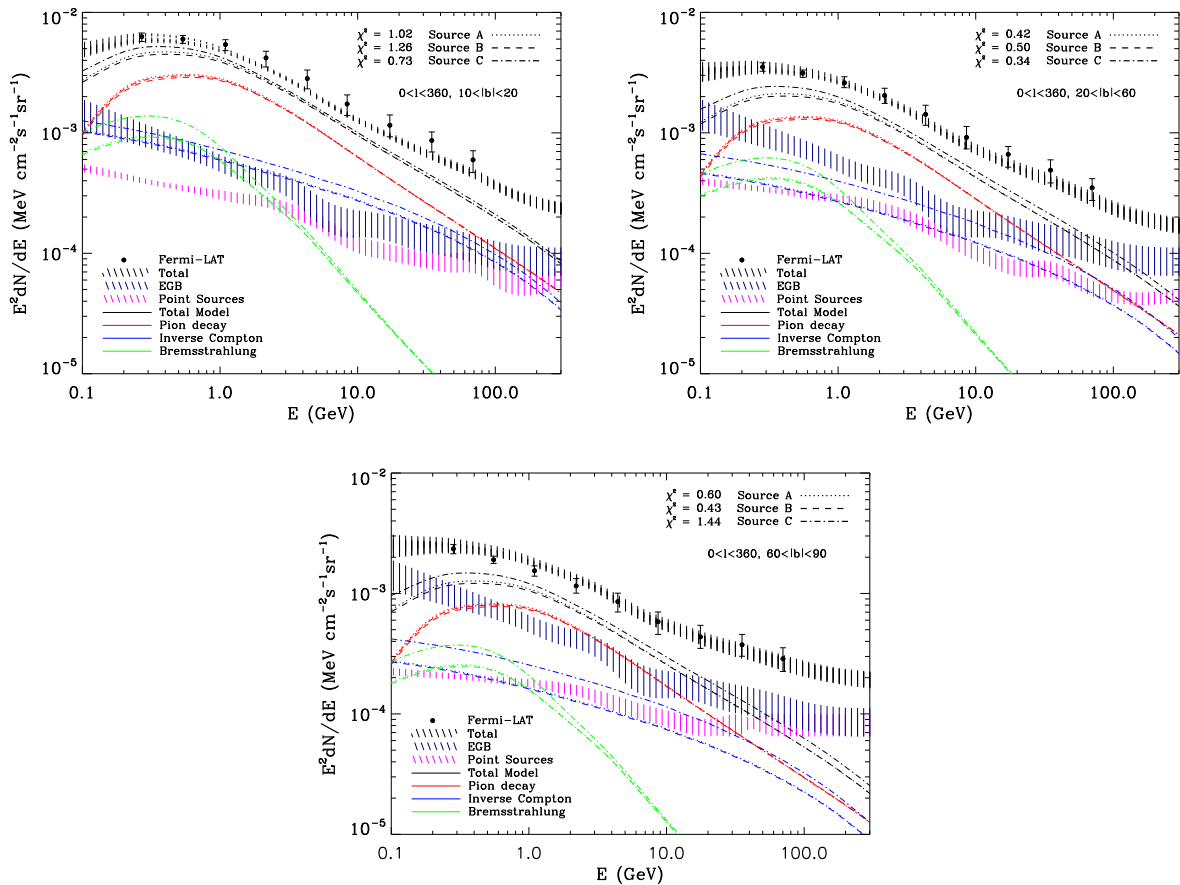 10⁻²
10⁻³
10⁻⁴
10⁻⁵
E²dN/dE (MeV cm⁻²s⁻¹sr⁻¹)
χ² = 1.02 Source A
χ² = 1.26 Source B
χ² = 0.73 Source C
0<l<360, 10<|b|<20
Fermi-LAT
Total
EGB
Point Sources
Total Model
Pion decay
Inverse Compton
Bremsstrahlung
0.1 1.0 10.0 100.0
E (GeV)
10⁻²
10⁻³
10⁻⁴
10⁻⁵
E²dN/dE (MeV cm⁻²s⁻¹sr⁻¹)
χ² = 0.42 Source A
χ² = 0.50 Source B
χ² = 0.34 Source C
0<l<360, 20<|b|<60
Fermi-LAT
Total
EGB
Point Sources
Total Model
Pion decay
Inverse Compton
Bremsstrahlung
0.1 1.0 10.0 100.0
E (GeV)
10⁻²
10⁻³
10⁻⁴
10⁻⁵
E²dN/dE (MeV cm⁻²s⁻¹sr⁻¹)
χ² = 0.60 Source A
χ² = 0.43 Source B
χ² = 1.44 Source C
0<l<360, 60<|b|<90
Fermi-LAT
Total
EGB
Point Sources
Total Model
Pion decay
Inverse Compton
Bremsstrahlung
0.1 1.0 10.0 100.0
E (GeV)